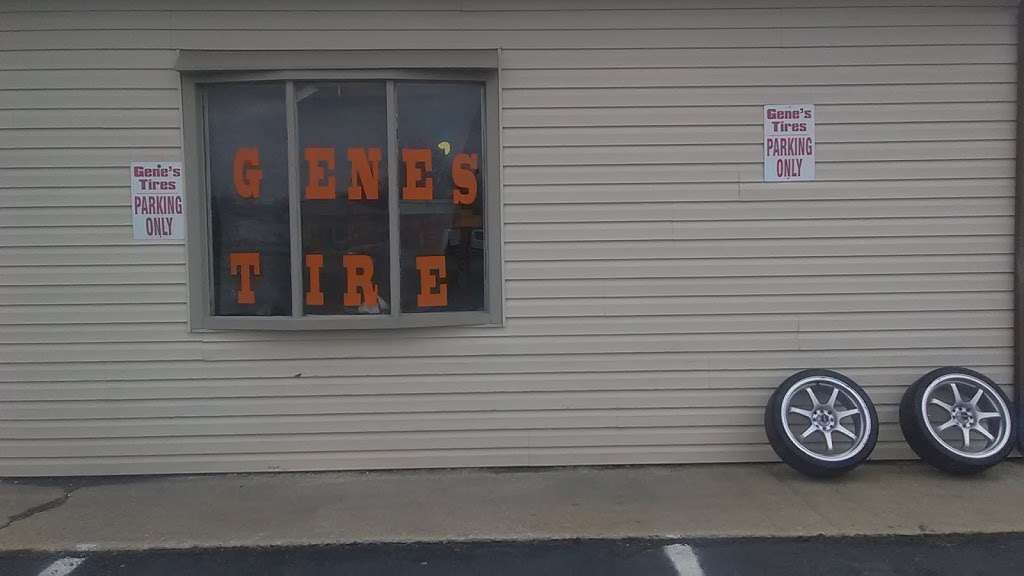 GENE'S
TIRE
Gene's
Tires
PARKING
ONLY
Gene's
Tires
PARKING
ONLY